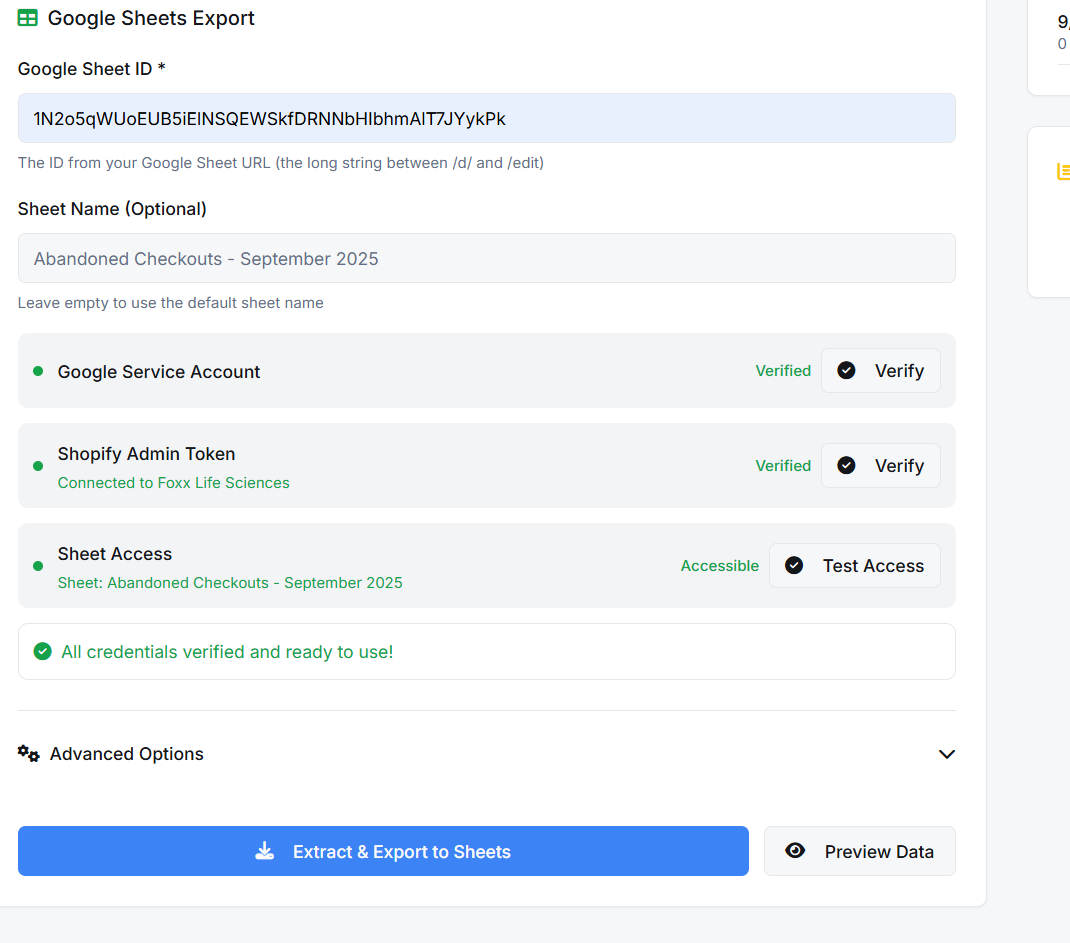 Google Sheets Export
Google Sheet ID *
1N2o5qWUoEUB5iEINSQEWSkfDRNNbHIbhmAIT7JYykPk
The ID from your Google Sheet URL (the long string between /d/ and /edit)
Sheet Name (Optional)
Abandoned Checkouts - September 2025
Leave empty to use the default sheet name
Google Service Account
Verified
Verify
Shopify Admin Token
Connected to Foxx Life Sciences
Verified
Verify
Sheet Access
Sheet: Abandoned Checkouts - September 2025
Accessible
Test Access
All credentials verified and ready to use!
Advanced Options
Extract & Export to Sheets
Preview Data
9,
0